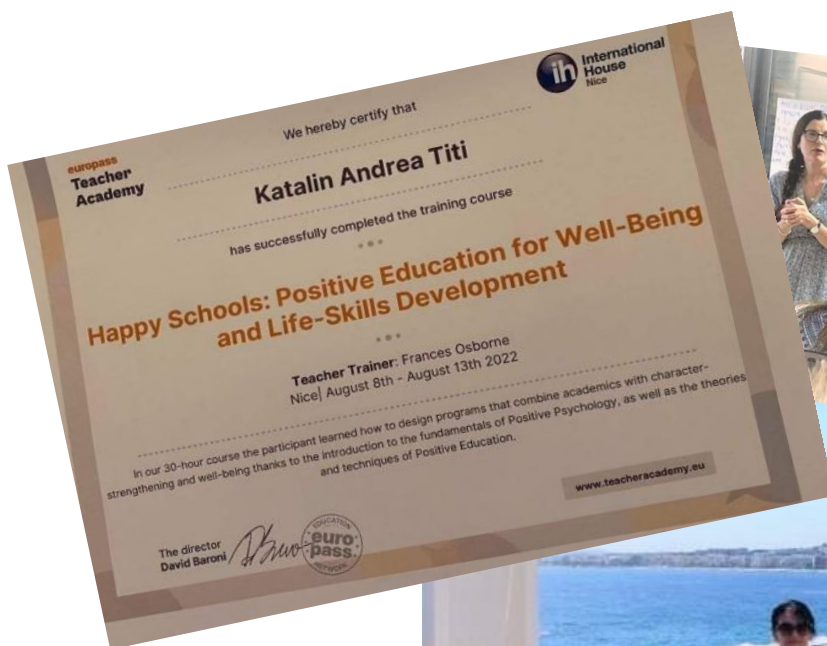 europass
Teacher
Academy
ih International
House
Nice
We hereby certify that
Katalin Andrea Titi
has successfully completed the training course
Happy Schools: Positive Education for Well-Being
and Life-Skills Development
Teacher Trainer: Frances Osborne
Nice| August 8th - August 13th 2022
In our 30-hour course the participant learned how to design programs that combine academics with character-
strengthening and well-being thanks to the introduction to the fundamentals of Positive Psychology, as well as the theories
and techniques of Positive Education.
www.teacheracademy.eu
The director
David Baroni
EDUCATION
euro
pass
NETWORK